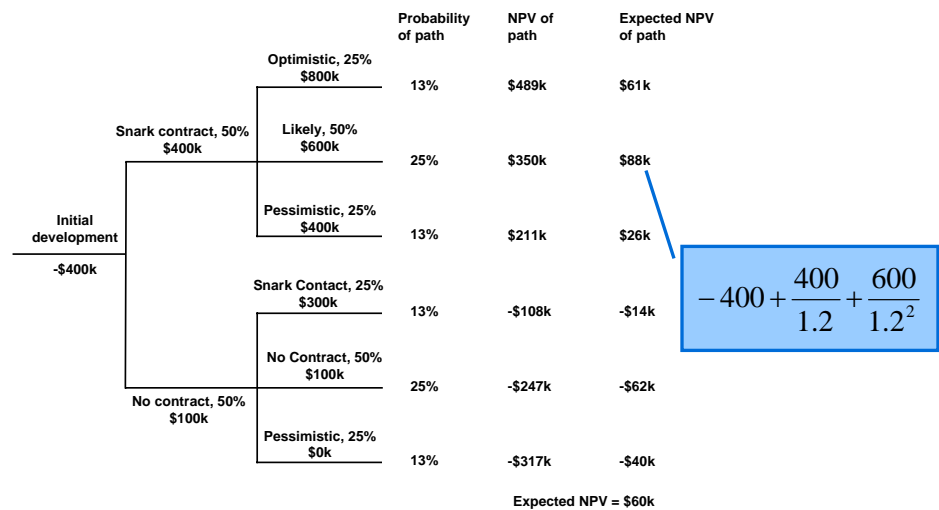 Probability of path
NPV of path
Expected NPV of path
Optimistic, 25%
$800k
13%
$489k
$61k
Snark contract, 50%
$400k
Likely, 50%
$600k
25%
$350k
$88k
Pessimistic, 25%
$400k
13%
$211k
$26k
Initial
development
-$400k
−400 + 400/1.2 + 600/1.2²
Snark Contact, 25%
$300k
13%
-$108k
-$14k
No Contract, 50%
$100k
25%
-$247k
-$62k
No contract, 50%
$100k
Pessimistic, 25%
$0k
13%
-$317k
-$40k
Expected NPV = $60k